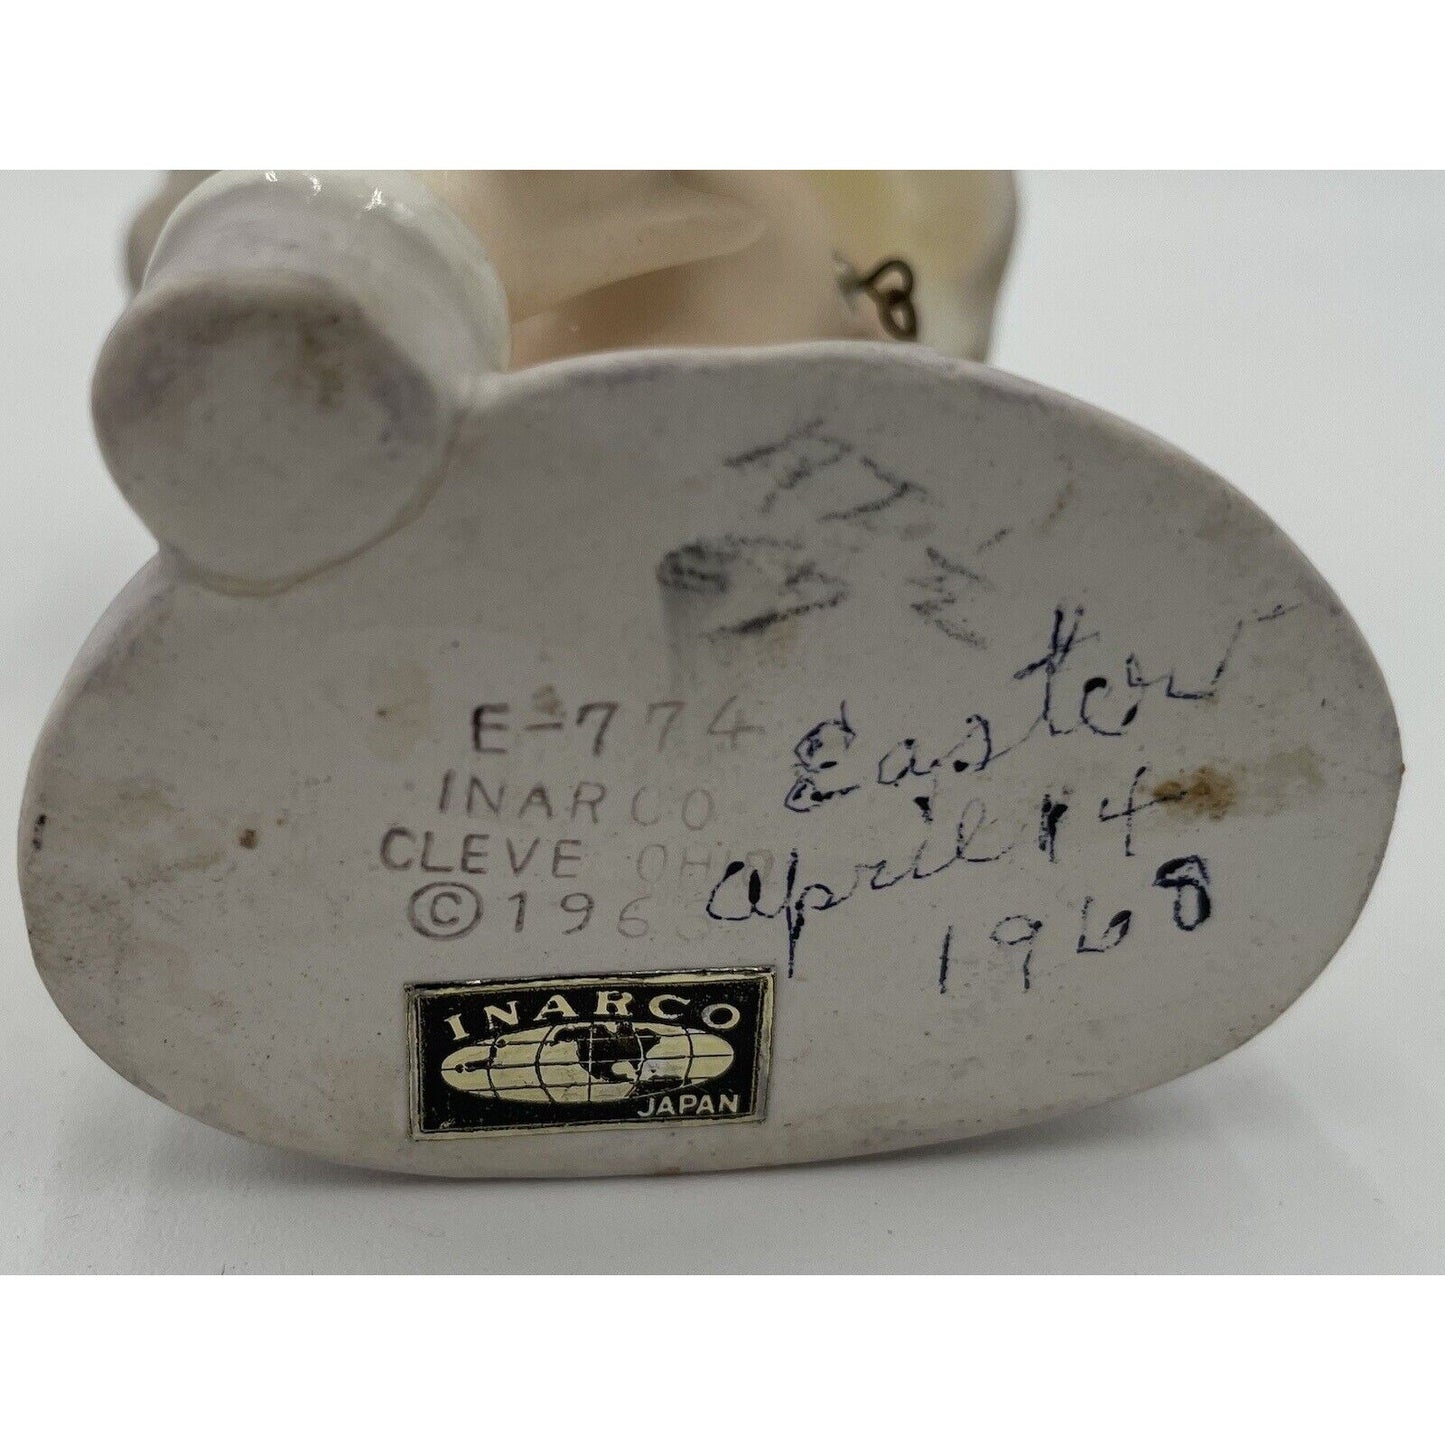 E-774
INARCO
CLEVE OHIO
© 196
Easter
april 14
1968
INARCO
JAPAN